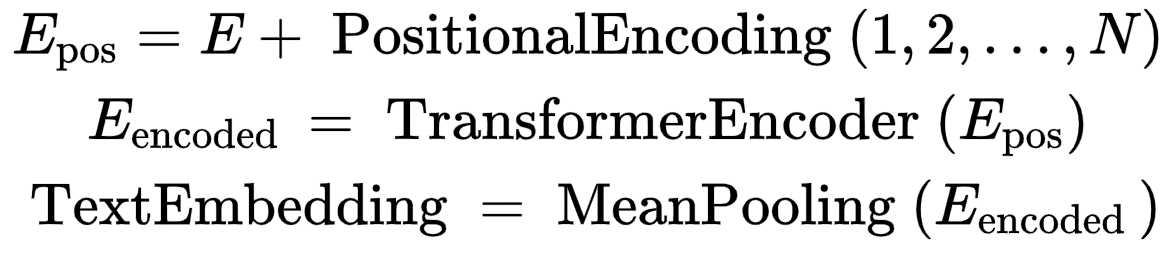 E_pos = E + PositionalEncoding (1, 2, . . . , N)
E_encoded = TransformerEncoder (E_pos)
TextEmbedding = MeanPooling (E_encoded )